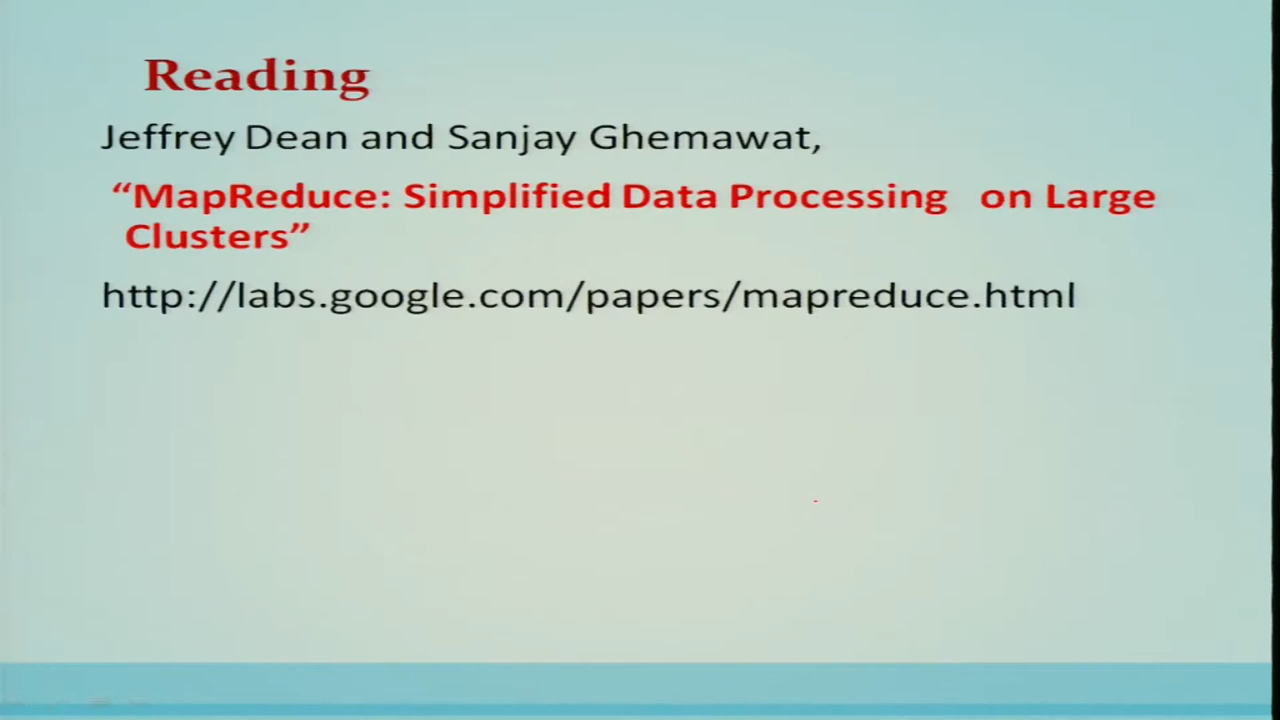 Reading
Jeffrey Dean and Sanjay Ghemawat,
“MapReduce: Simplified Data Processing on Large
Clusters”
http://labs.google.com/papers/mapreduce.html